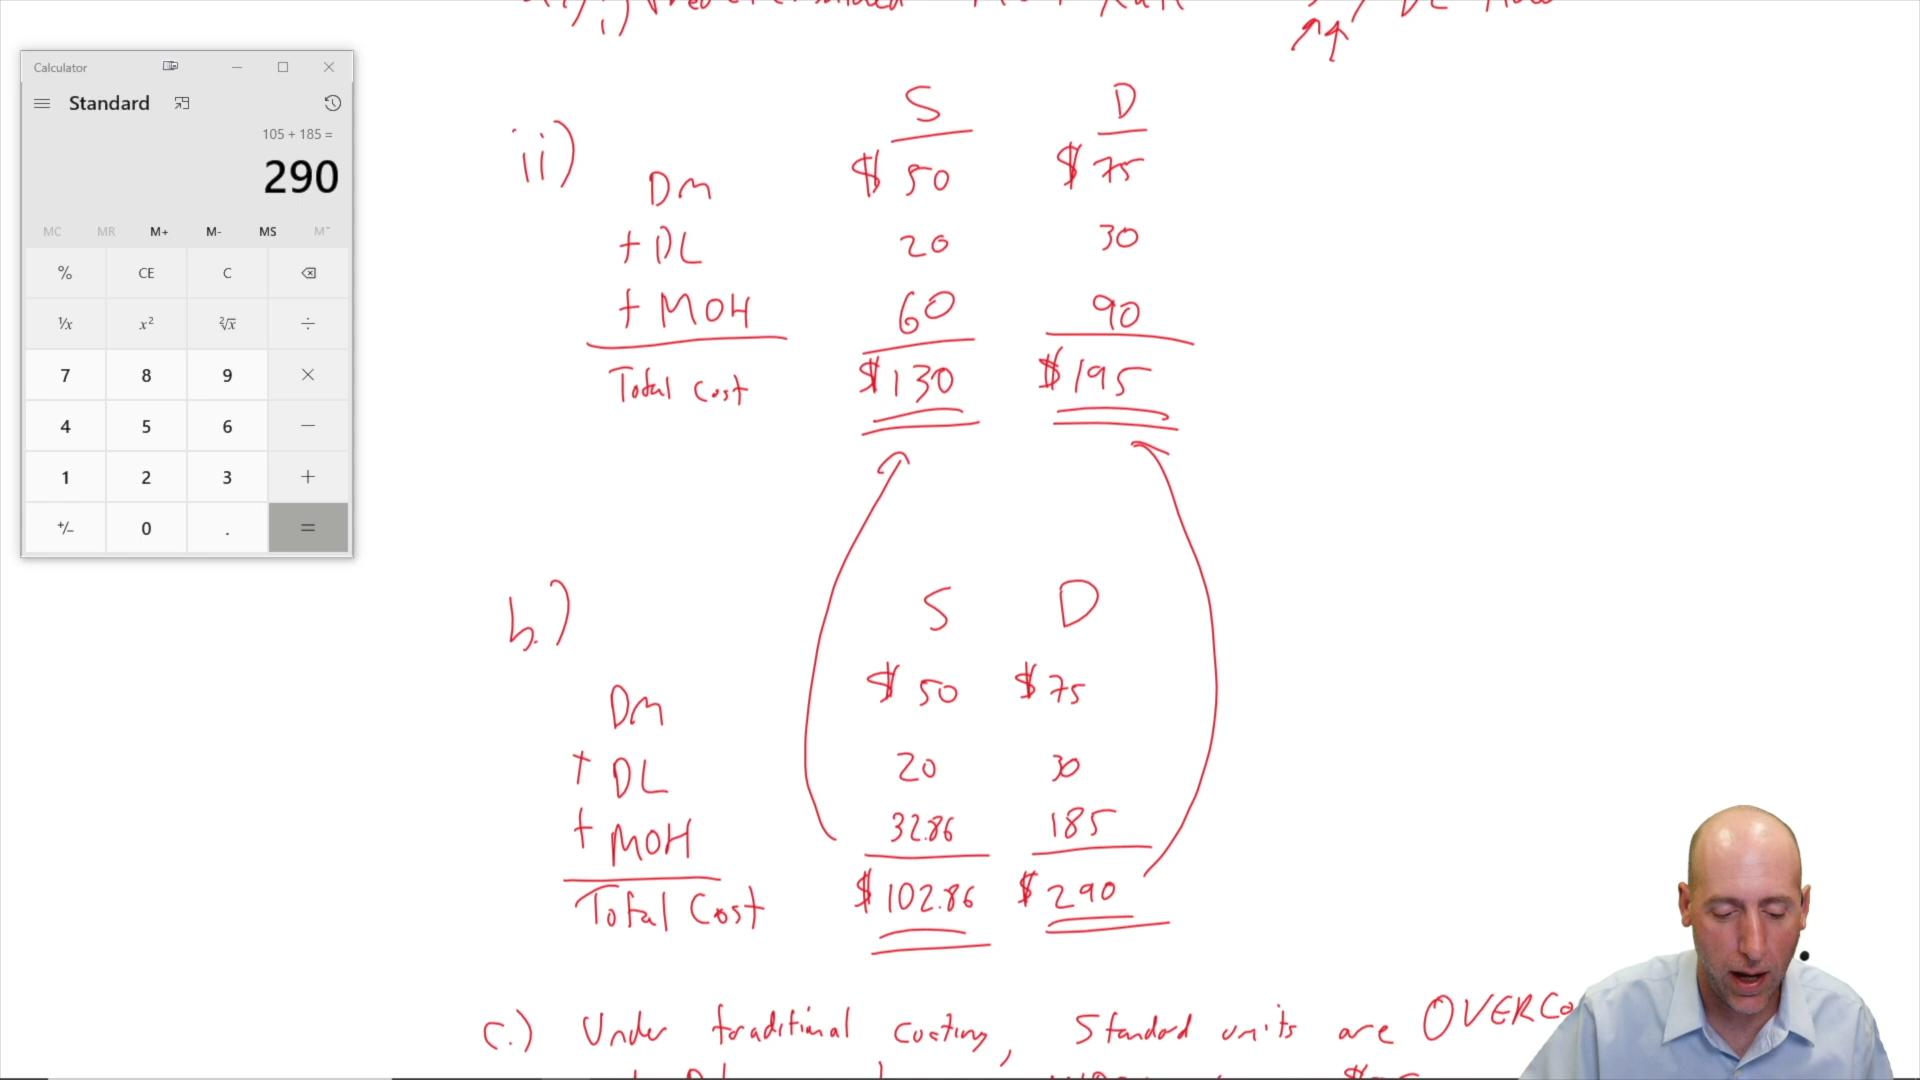 Calculator
Standard
105 + 185 =
290
MC MR M+ M- MS M˅
% CE C ⌫
¹/x x² ²√x ÷
7 8 9 ×
4 5 6 −
1 2 3 +
+/− 0 . =
S D
ii)
DM $ 50 $ 75
+ DL 20 30
+ MOH 60 90
Total Cost $130 $195
b.) S D
DM $ 50 $ 75
+ DL 20 30
+ MOH 32.86 185
Total Cost $102.86 $290
c.) Under traditional costing, Standard units are OVERCO